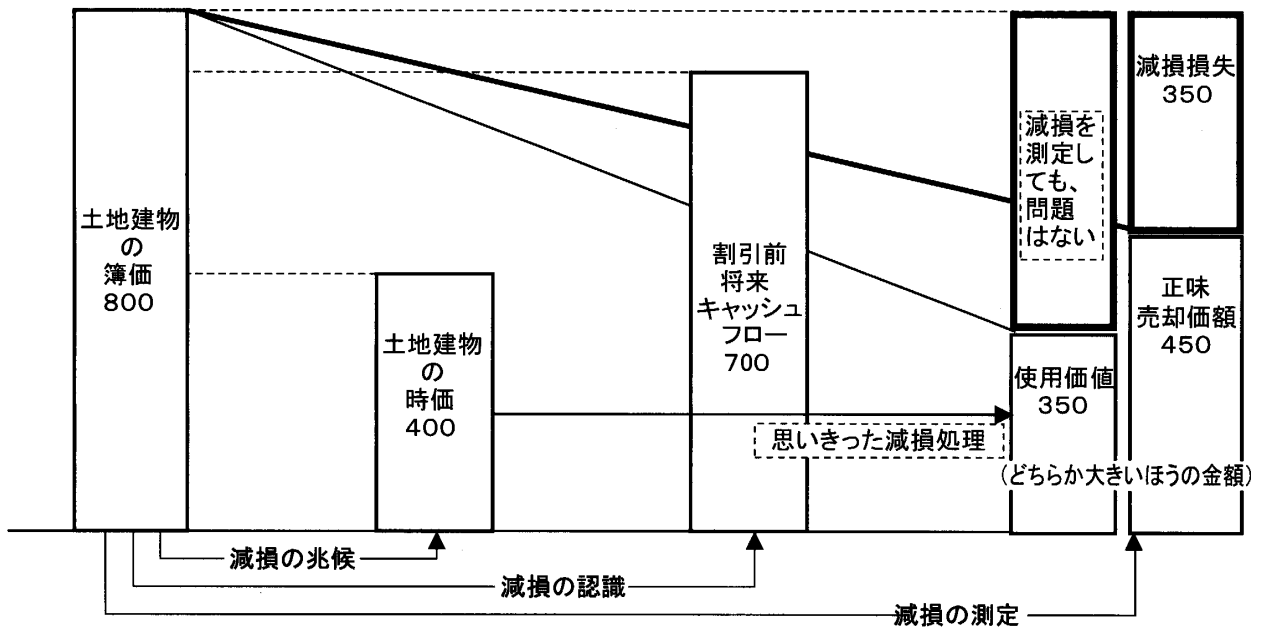 土地建物
の
簿価
800
土地建物
の
時価
400
割引前
将来
キャッシュ
フロー
700
減損を
測定し
ても、
問題
はない
減損損失
350
使用価値
350
正味
売却価額
450
思いきった減損処理
(どちらか大きいほうの金額)
減損の兆候
減損の認識
減損の測定